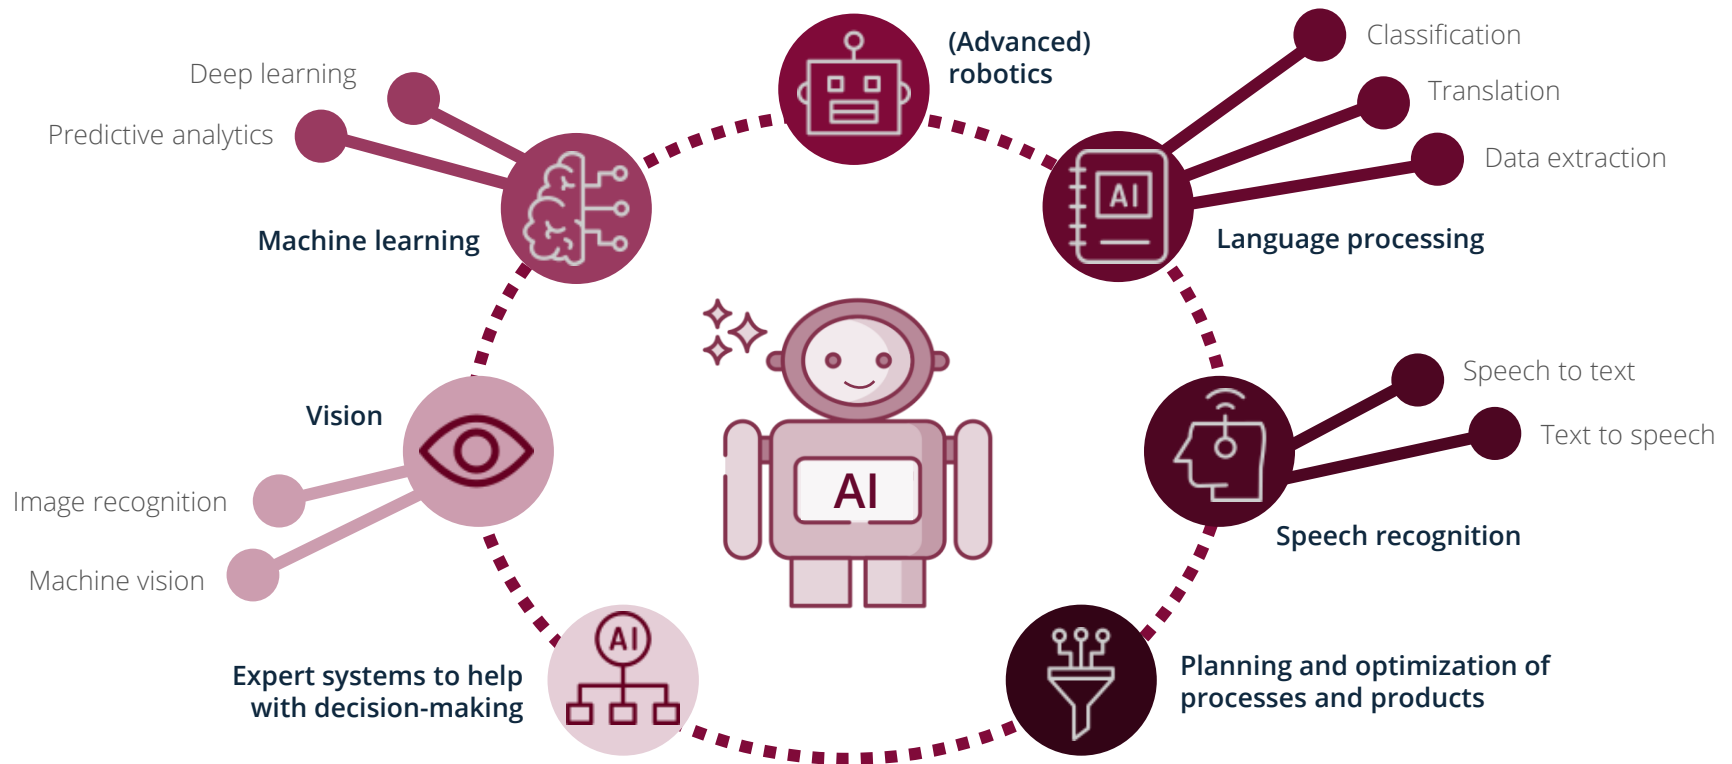 (Advanced)
robotics
Classification
Translation
Data extraction
AI
Language processing
Speech to text
Text to speech
Speech recognition
Planning and optimization of
processes and products
AI
Expert systems to help
with decision-making
Vision
Image recognition
Machine vision
Deep learning
Predictive analytics
Machine learning
AI